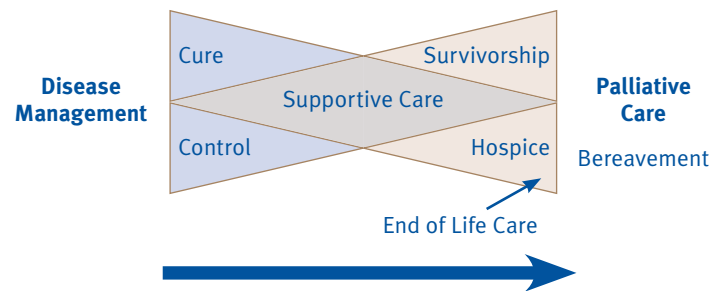 Cure
Survivorship
Disease
Management
Supportive Care
Palliative
Care
Control
Hospice
Bereavement
End of Life Care